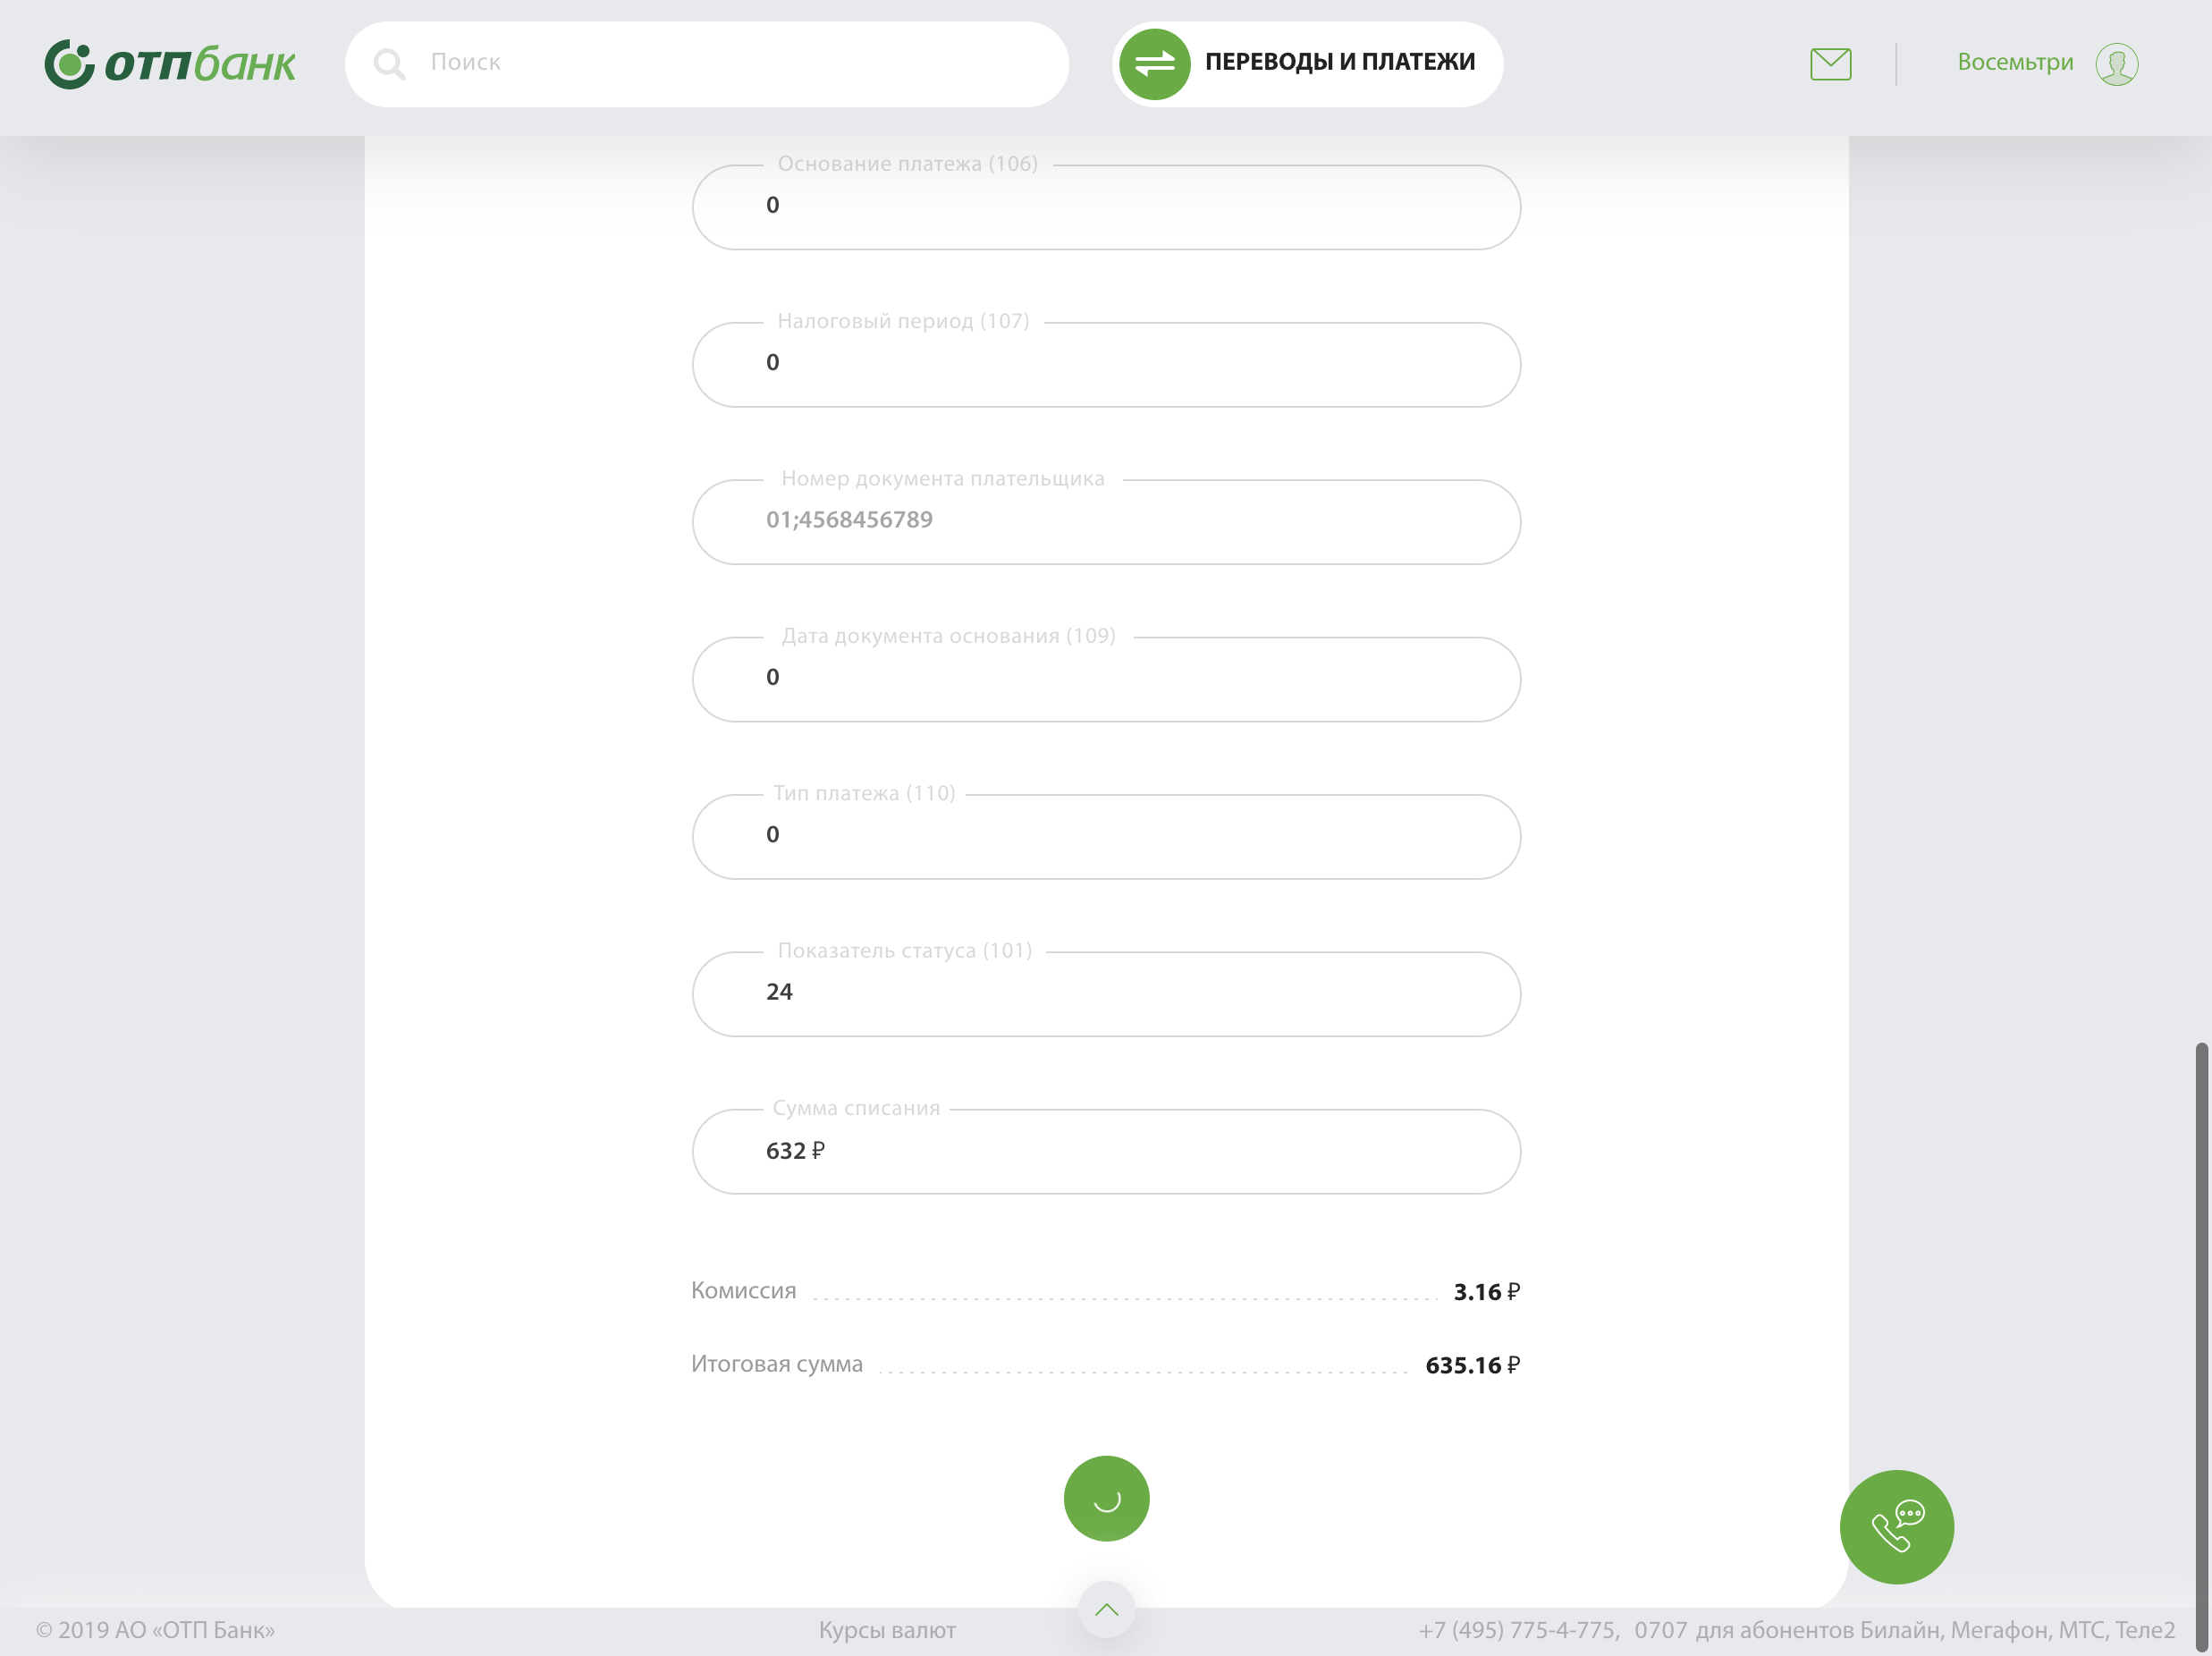 отпбанк
Поиск
ПЕРЕВОДЫ И ПЛАТЕЖИ
Восемьтри
Основание платежа (106)
0
Налоговый период (107)
0
Номер документа плательщика
01;4568456789
Дата документа основания (109)
0
Тип платежа (110)
0
Показатель статуса (101)
24
Сумма списания
632 ₽
Комиссия 3.16 ₽
Итоговая сумма 635.16 ₽
© 2019 АО «ОТП Банк»
Курсы валют
+7 (495) 775-4-775, 0707 для абонентов Билайн, Мегафон, МТС, Теле2